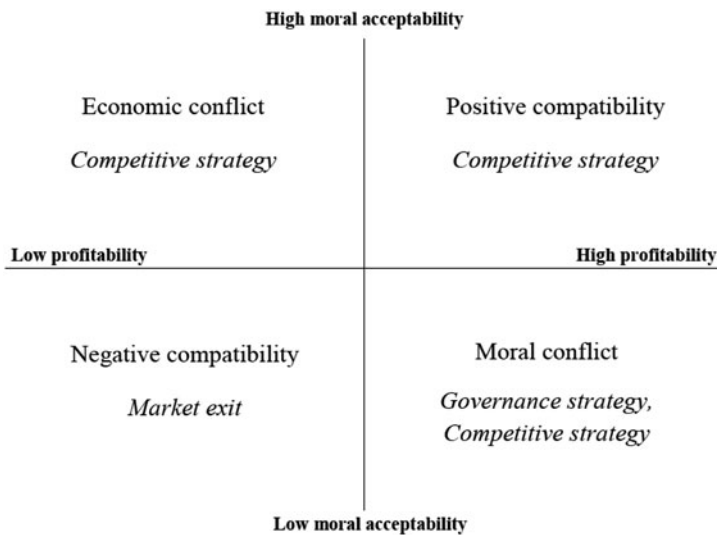 High moral acceptability
Economic conflict
Positive compatibility
Competitive strategy
Competitive strategy
Low profitability
High profitability
Negative compatibility
Moral conflict
Market exit
Governance strategy,
Competitive strategy
Low moral acceptability